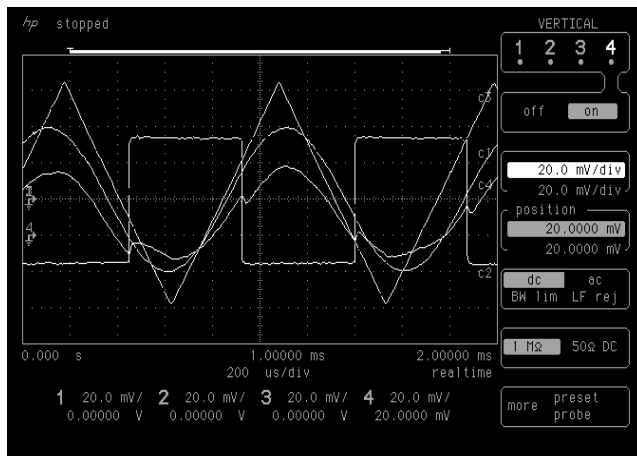 hp stopped
VERTICAL
1 2 3 4
off on
20.0 mV/div
20.0 mV/div
position
20.0000 mV
20.0000 mV
dc ac
BW lim LF rej
1 MΩ 50Ω DC
more preset
probe
c3
c1
c4
c2
4
0.000 s 1.00000 ms 2.00000 ms
200 us/div realtime
1 20.0 mV/ 2 20.0 mV/ 3 20.0 mV/ 4 20.0 mV/
0.00000 V 0.00000 V 0.00000 V 20.0000 mV